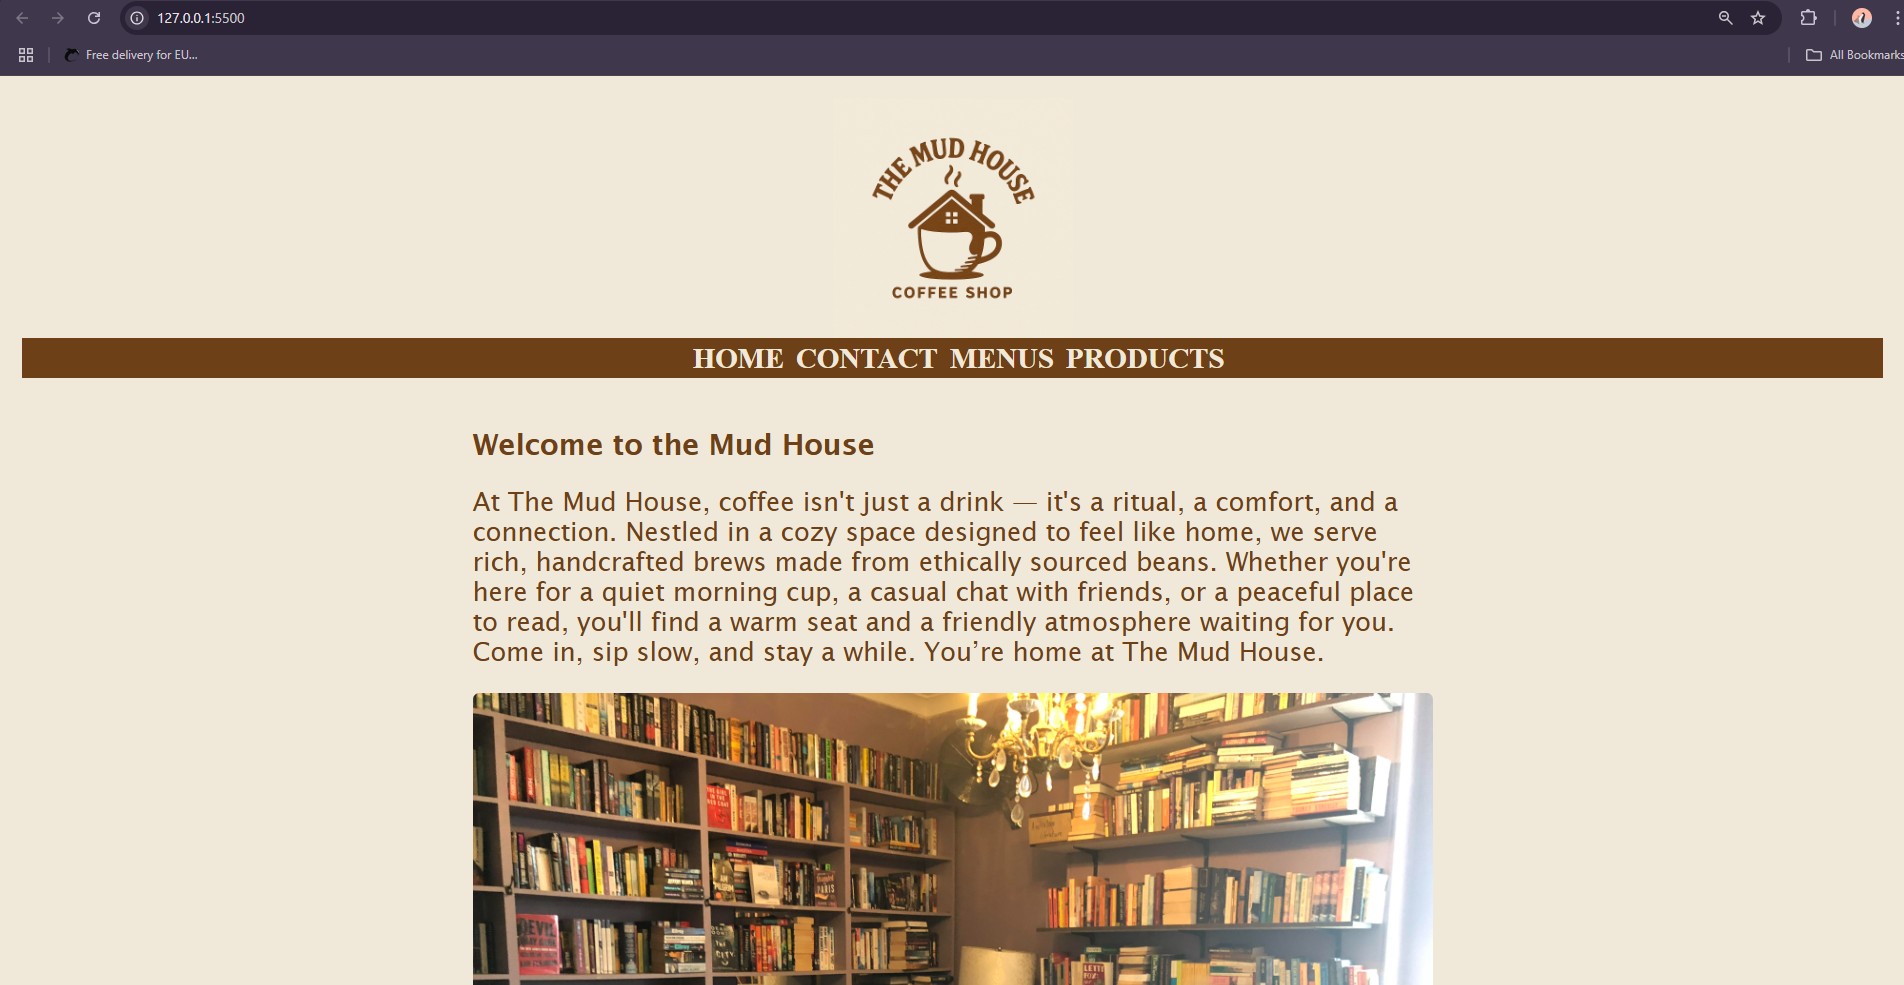 127.0.0.1:5500
Free delivery for EU...
All Bookmarks
THE MUD HOUSE
COFFEE SHOP
HOME CONTACT MENUS PRODUCTS
Welcome to the Mud House
At The Mud House, coffee isn't just a drink — it's a ritual, a comfort, and a
connection. Nestled in a cozy space designed to feel like home, we serve
rich, handcrafted brews made from ethically sourced beans. Whether you're
here for a quiet morning cup, a casual chat with friends, or a peaceful place
to read, you'll find a warm seat and a friendly atmosphere waiting for you.
Come in, sip slow, and stay a while. You’re home at The Mud House.
PARIS
DEVIL
CITY